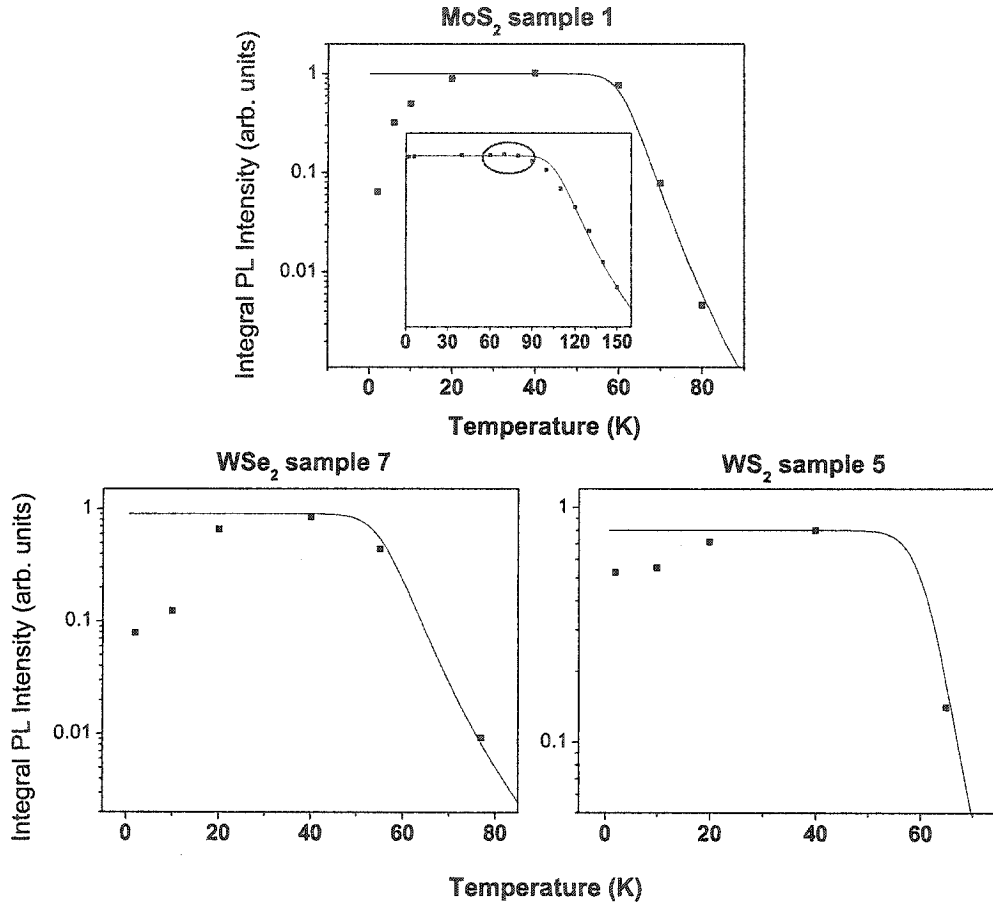 MoS2 sample 1
Integral PL Intensity (arb. units)
1
0.1
0.01
0 30 60 90 120 150
0 20 40 60 80
Temperature (K)
WSe2 sample 7
WS2 sample 5
Integral PL Intensity (arb. units)
1
0.1
0.01
0 20 40 60 80
1
0.1
0 20 40 60
Temperature (K)